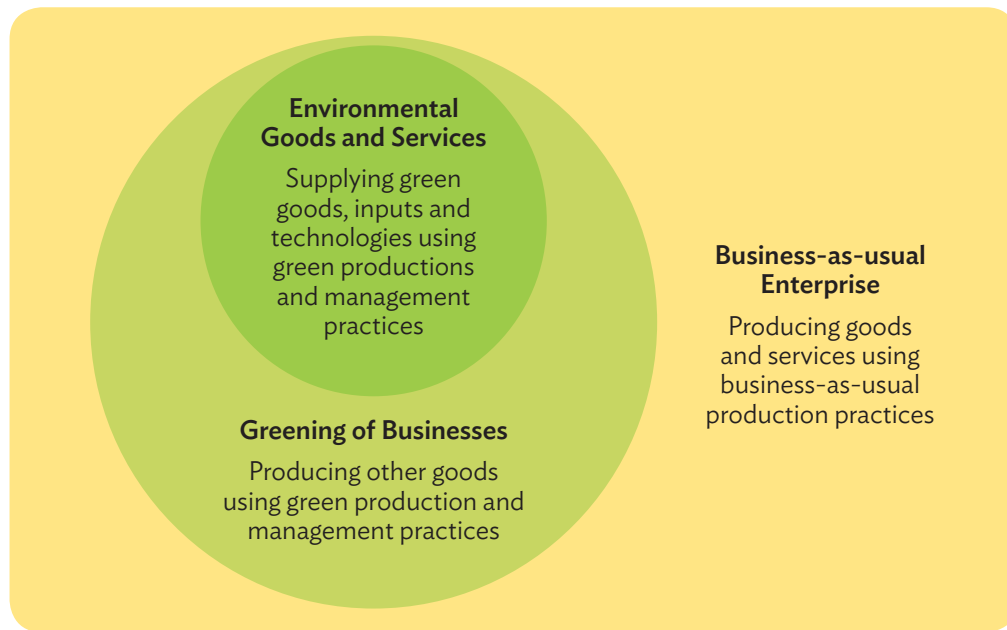 Environmental
Goods and Services
Supplying green
goods, inputs and
technologies using
green productions
and management
practices
Greening of Businesses
Producing other goods
using green production and
management practices
Business-as-usual
Enterprise
Producing goods
and services using
business-as-usual
production practices